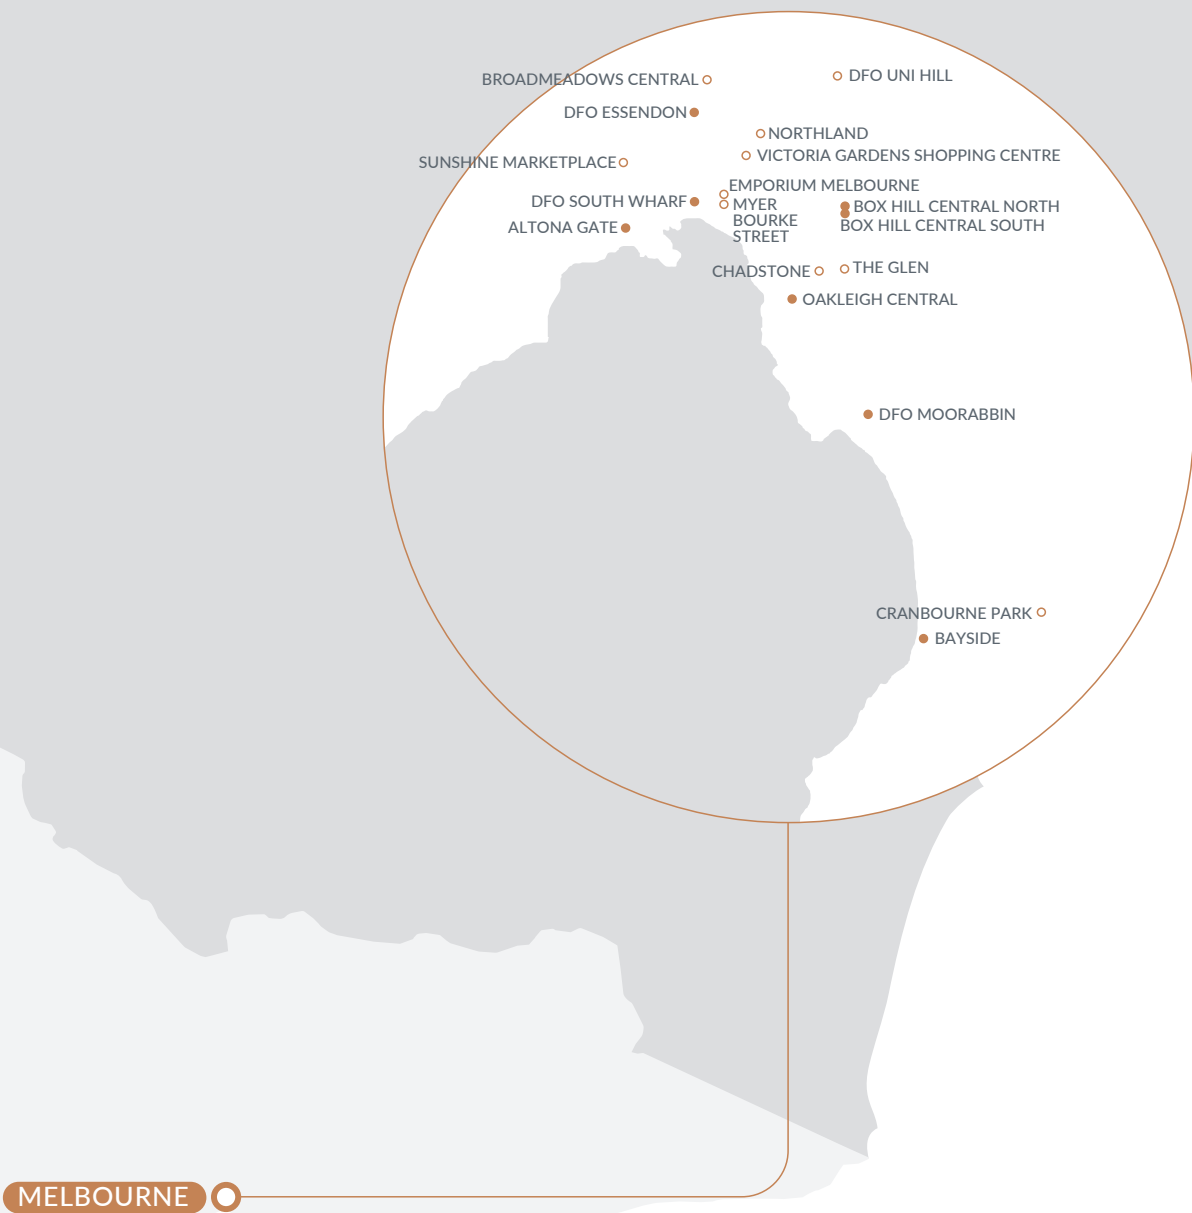 BROADMEADOWS CENTRAL
DFO UNI HILL
DFO ESSENDON
NORTHLAND
VICTORIA GARDENS SHOPPING CENTRE
SUNSHINE MARKETPLACE
EMPORIUM MELBOURNE
DFO SOUTH WHARF
MYER
BOURKE
STREET
BOX HILL CENTRAL NORTH
BOX HILL CENTRAL SOUTH
ALTONA GATE
CHADSTONE
THE GLEN
OAKLEIGH CENTRAL
DFO MOORABBIN
CRANBOURNE PARK
BAYSIDE
MELBOURNE